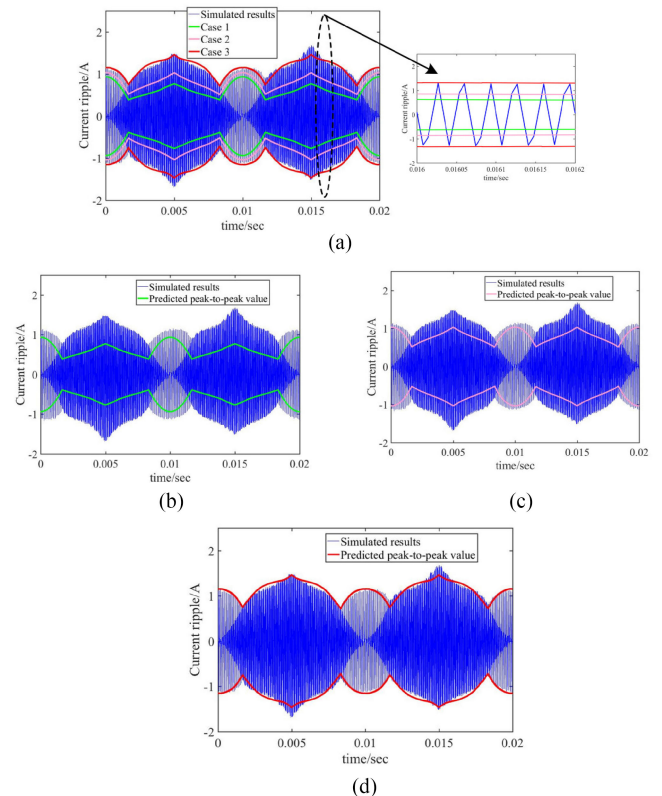 Simulated results
Case 1
Case 2
Case 3
Current ripple/A
2
1
0
-1
-2
0
0.005
0.01
0.015
0.02
time/sec
Current ripple/A
2
1
0
-1
-2
0.016
0.01605
0.0161
0.01615
0.0162
time/sec
(a)
Simulated results
Predicted peak-to-peak value
Current ripple/A
2
1
0
-1
-2
0
0.005
0.01
0.015
0.02
time/sec
(b)
Simulated results
Predicted peak-to-peak value
Current ripple/A
2
1
0
-1
-2
0
0.005
0.01
0.015
0.02
time/sec
(c)
Simulated results
Predicted peak-to-peak value
Current ripple/A
2
1
0
-1
-2
0
0.005
0.01
0.015
0.02
time/sec
(d)